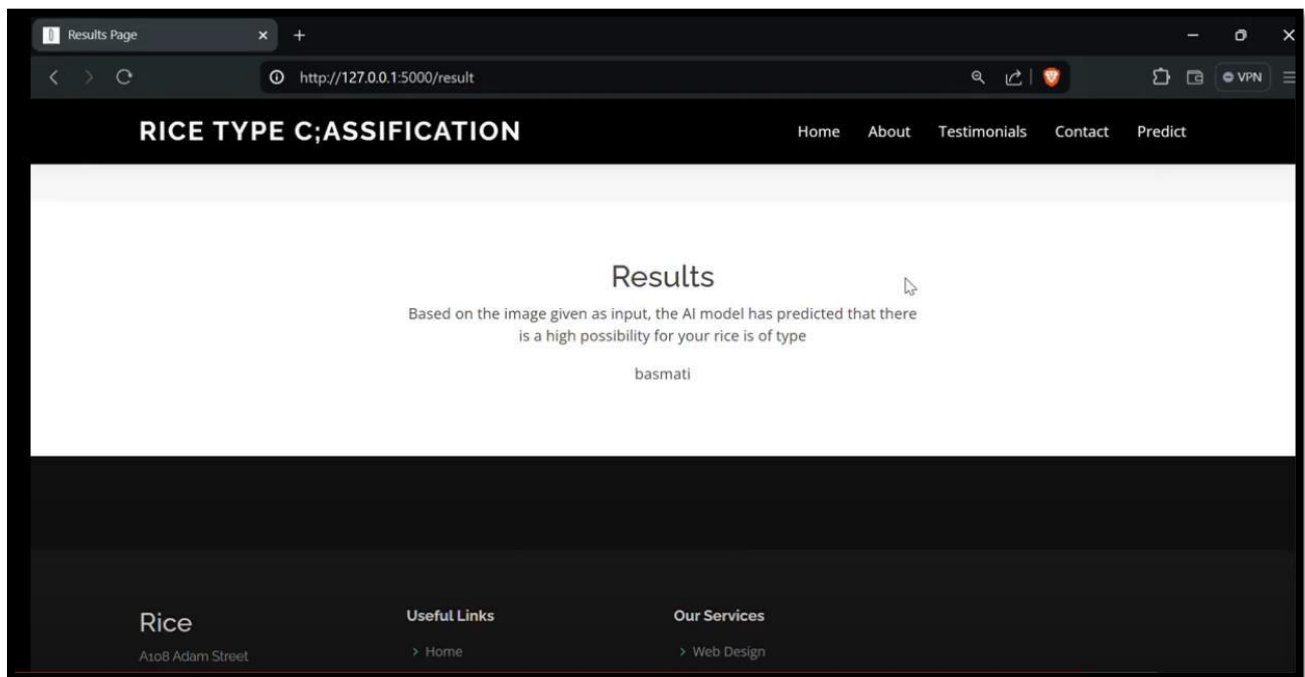 Results Page
http://127.0.0.1:5000/result
VPN
RICE TYPE C;ASSIFICATION
Home About Testimonials Contact Predict
Results
Based on the image given as input, the AI model has predicted that there
is a high possibility for your rice is of type
basmati
Rice
Useful Links
Our Services
A108 Adam Street
> Home
> Web Design